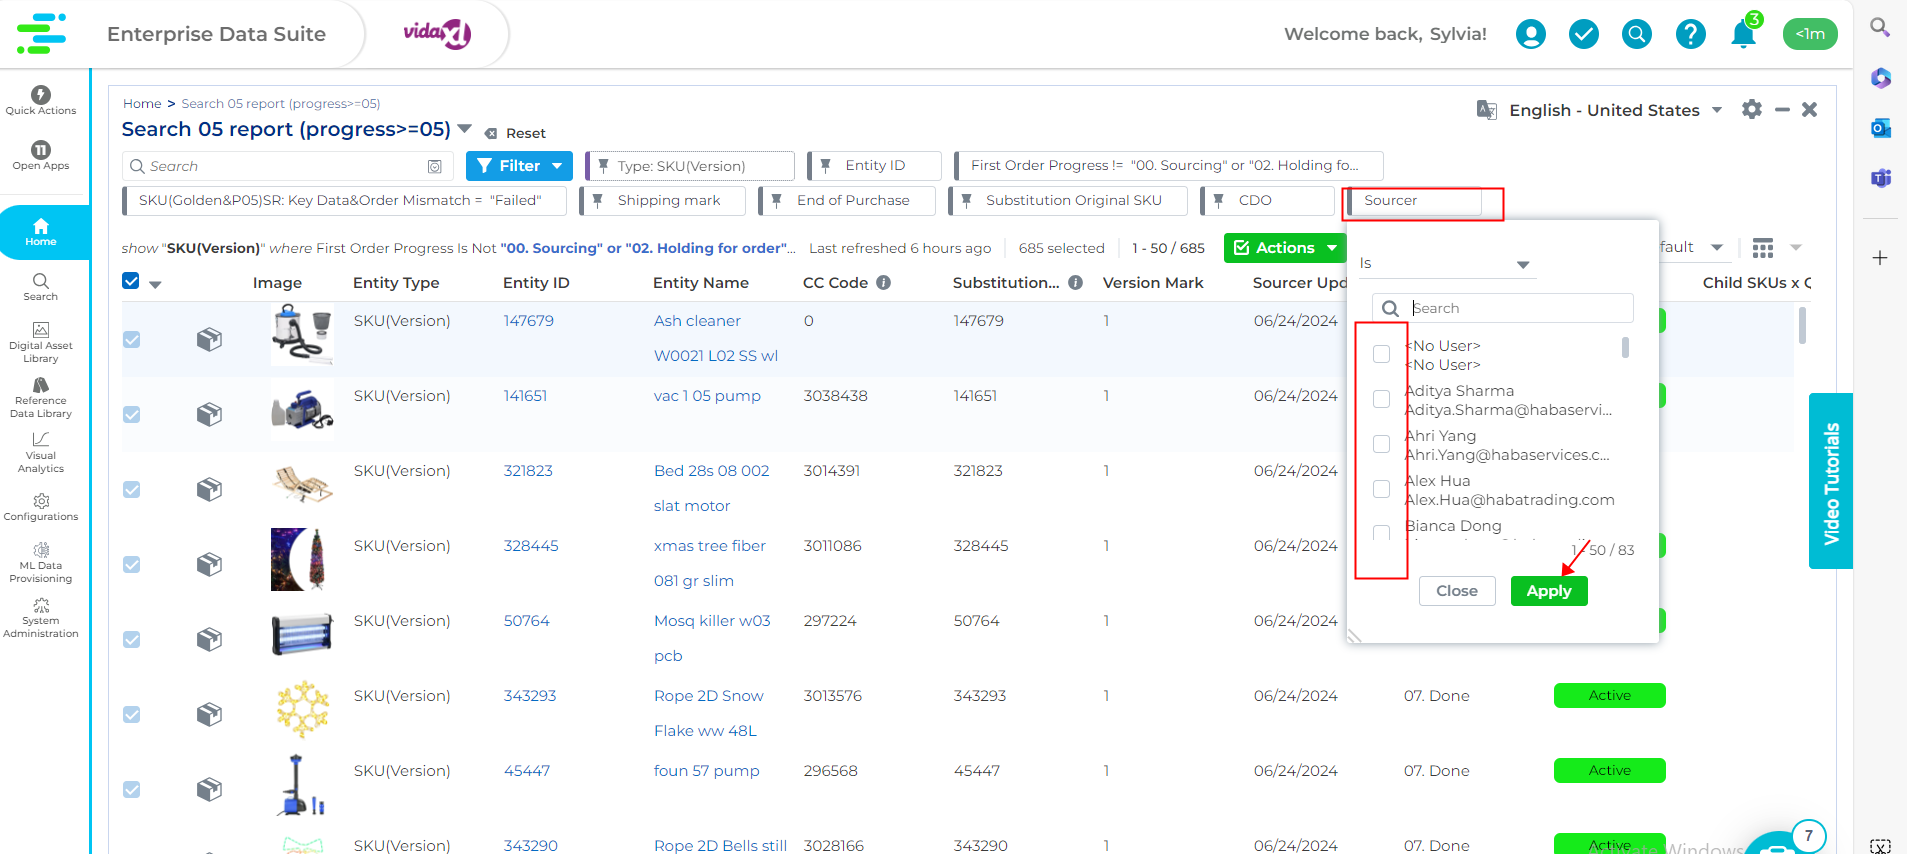 Enterprise Data Suite
vidaXL
Welcome back, Sylvia!
3
<1m
Quick Actions
Open Apps
Home
Search
Digital Asset
Library
Reference
Data Library
Visual
Analytics
Configurations
ML Data
Provisioning
System
Administration
Home > Search 05 report (progress>=05)
Search 05 report (progress>=05)
Reset
English - United States
Search
Filter
Type: SKU(Version)
Entity ID
First Order Progress != "00. Sourcing" or "02. Holding fo...
SKU(Golden&P05)SR: Key Data&Order Mismatch = "Failed"
Shipping mark
End of Purchase
Substitution Original SKU
CDO
Sourcer
show "SKU(Version)" where First Order Progress Is Not "00. Sourcing" or "02. Holding for order"...
Last refreshed 6 hours ago
685 selected
1 - 50 / 685
Actions
fault
Image Entity Type Entity ID Entity Name CC Code Substitution... Version Mark Sourcer Upd Child SKUs x Q
SKU(Version) 147679 Ash cleaner 0 147679 1 06/24/2024
W0021 L02 SS wl
SKU(Version) 141651 vac 1 05 pump 3038438 141651 1 06/24/2024
SKU(Version) 321823 Bed 28s 08 002 3014391 321823 1 06/24/2024
slat motor
SKU(Version) 328445 xmas tree fiber 3011086 328445 1 06/24/2024
081 gr slim
SKU(Version) 50764 Mosq killer w03 297224 50764 1 06/24/2024
pcb
SKU(Version) 343293 Rope 2D Snow 3013576 343293 1 06/24/2024 07. Done Active
Flake ww 48L
SKU(Version) 45447 foun 57 pump 296568 45447 1 06/24/2024 07. Done Active
SKU(Version) 343290 Rope 2D Bells still 3028166 343290 1 06/24/2024 07. Done Active
Is
Search
<No User>
<No User>
Aditya Sharma
Aditya.Sharma@habaservi...
Ahri Yang
Ahri.Yang@habaservices.c...
Alex Hua
Alex.Hua@habatrading.com
Bianca Dong
1 - 50 / 83
Close
Apply
Video Tutorials
7
Windows